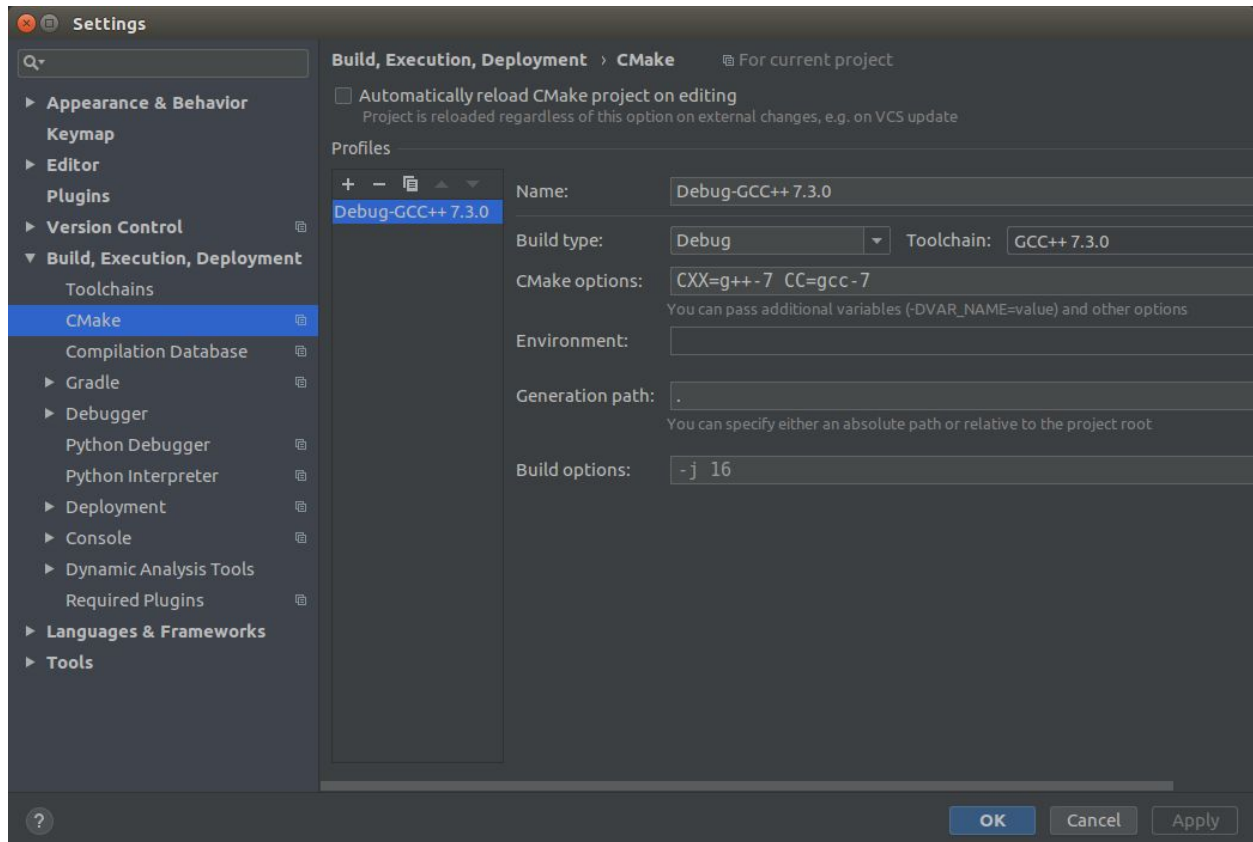 Settings
Appearance & Behavior
Keymap
Editor
Plugins
Version Control
Build, Execution, Deployment
Toolchains
CMake
Compilation Database
Gradle
Debugger
Python Debugger
Python Interpreter
Deployment
Console
Dynamic Analysis Tools
Required Plugins
Languages & Frameworks
Tools
Build, Execution, Deployment › CMake For current project
Automatically reload CMake project on editing
Project is reloaded regardless of this option on external changes, e.g. on VCS update
Profiles
Debug-GCC++ 7.3.0
Name: Debug-GCC++ 7.3.0
Build type: Debug Toolchain: GCC++ 7.3.0
CMake options: CXX=g++-7 CC=gcc-7
You can pass additional variables (-DVAR_NAME=value) and other options
Environment:
Generation path: .
You can specify either an absolute path or relative to the project root
Build options: -j 16
? OK Cancel Apply